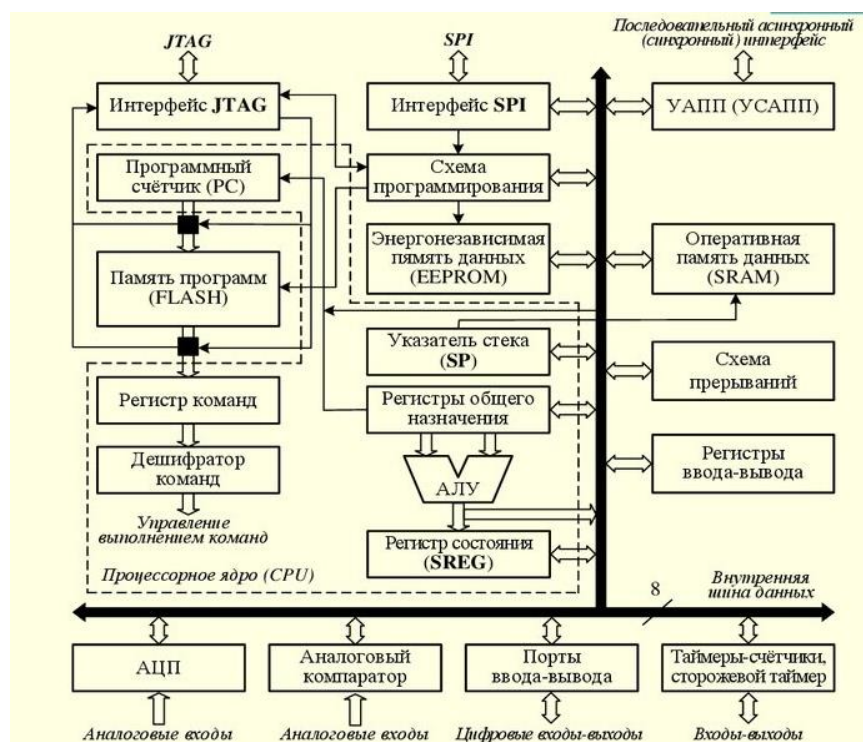 JTAG
SPI
Последовательный асинхронный
(синхронный) интерфейс
Интерфейс JTAG
Интерфейс SPI
УАПП (УСАПП)
Программный
счётчик (PC)
Схема
программирования
Память программ
(FLASH)
Энергонезависимая
пямять данных
(EEPROM)
Оперативная
память данных
(SRAM)
Указатель стека
(SP)
Схема
прерываний
Регистр команд
Регистры общего
назначения
Дешифратор
команд
АЛУ
Регистры
ввода-вывода
Управление
выполнением команд
Регистр состояния
(SREG)
Процессорное ядро (CPU)
8
Внутренняя
шина данных
АЦП
Аналоговый
компаратор
Порты
ввода-вывода
Таймеры-счётчики,
сторожевой таймер
Аналоговые входы
Аналоговые входы
Цифровые входы-выходы
Входы-выходы